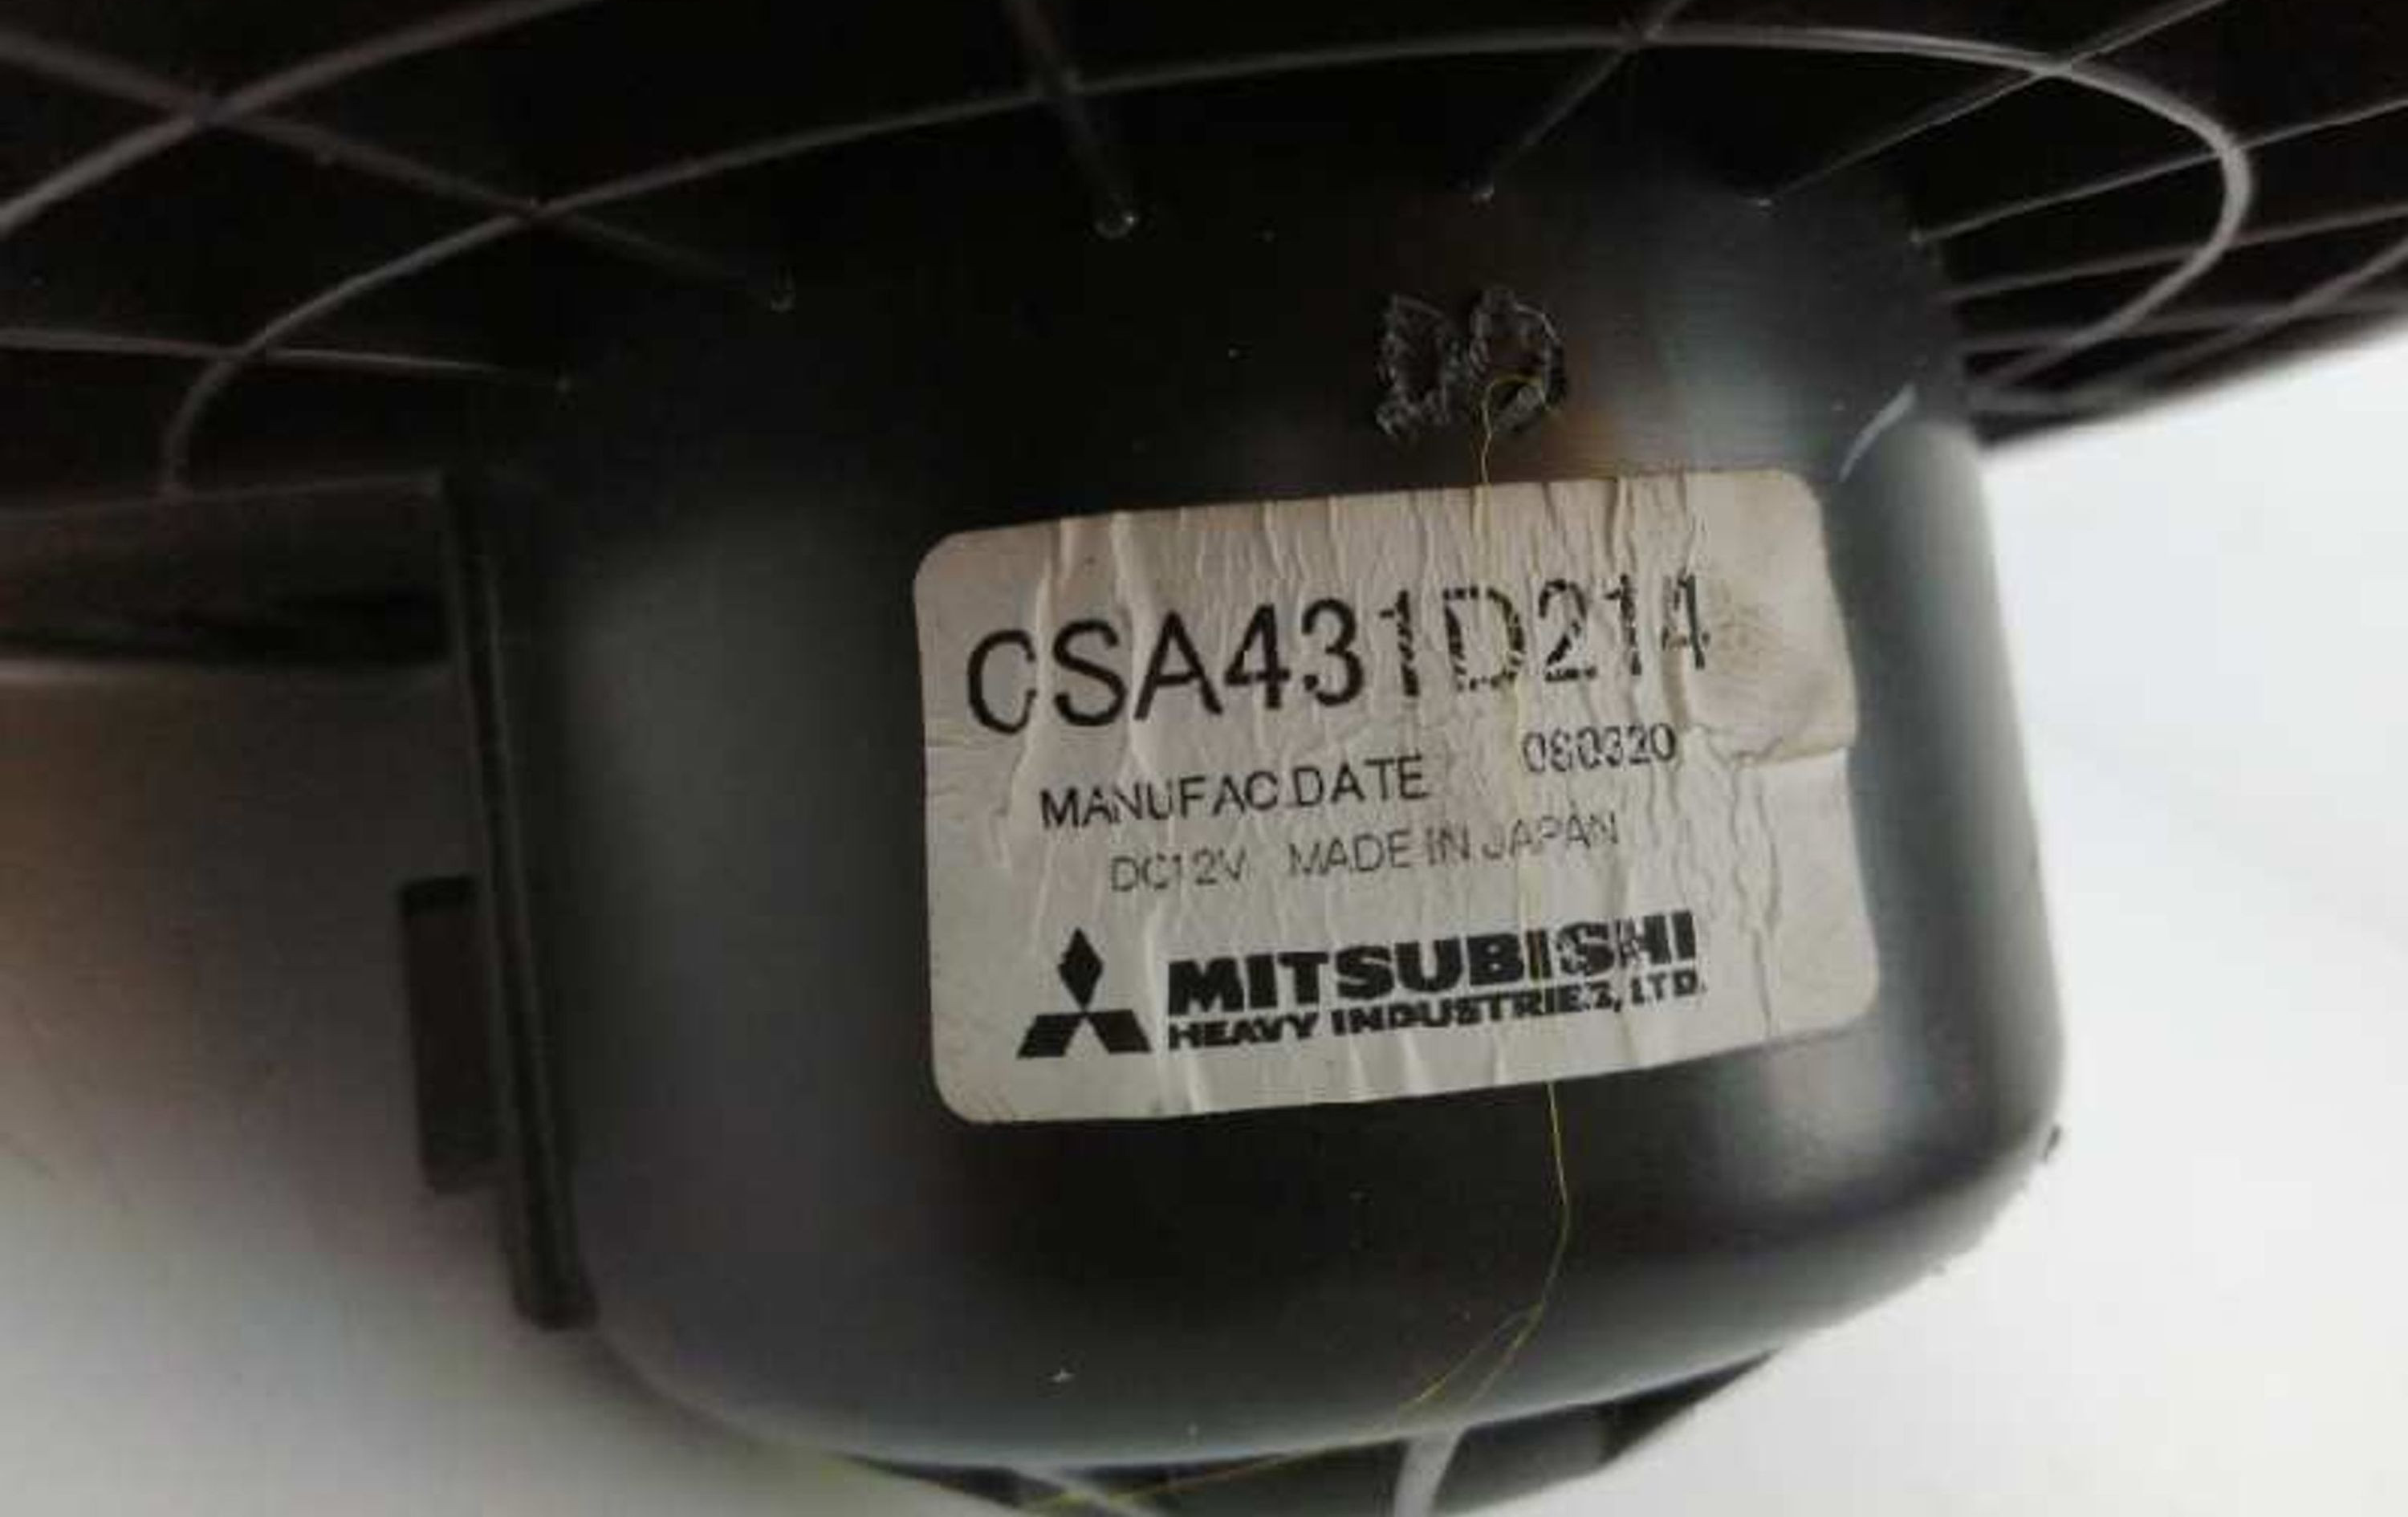 CSA431D214
MANUFAC.DATE 080320
DC12V MADE IN JAPAN
MITSUBISHI
HEAVY INDUSTRIES, LTD.